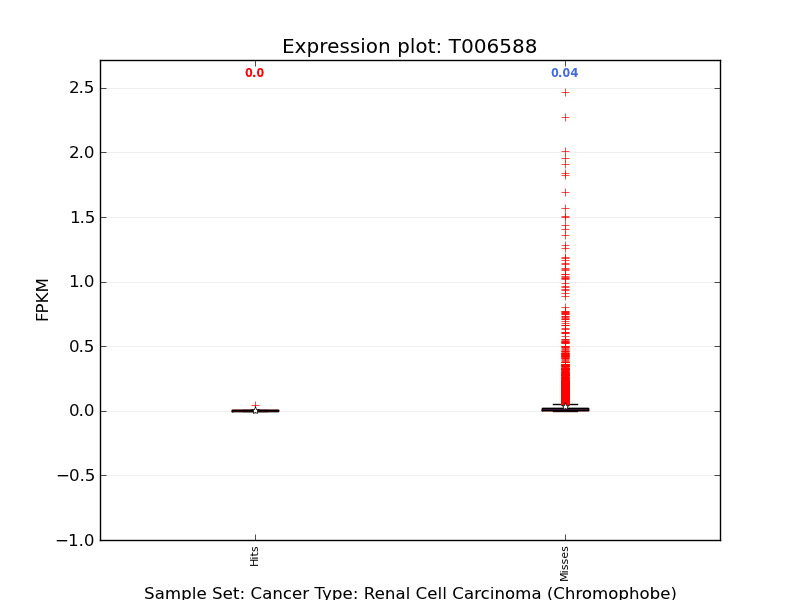 Expression plot: T006588
0.0
0.04
2.5
2.0
1.5
1.0
0.5
0.0
−0.5
−1.0
FPKM
Hits
Misses
Sample Set: Cancer Type: Renal Cell Carcinoma (Chromophobe)